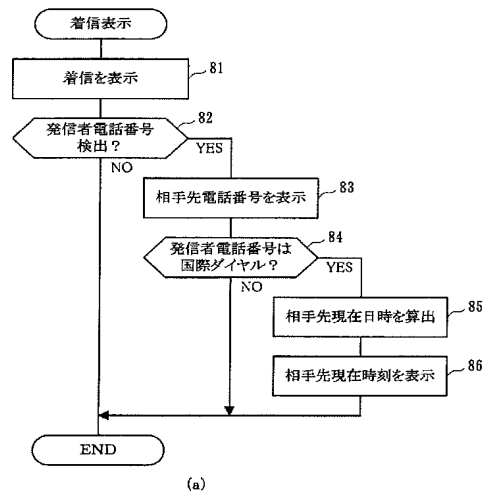 着信表示
着信を表示
81
発信者電話番号
検出？
82
YES
NO
相手先電話番号を表示
83
発信者電話番号は
国際ダイヤル？
84
YES
NO
相手先現在日時を算出
85
相手先現在時刻を表示
86
END
(a)